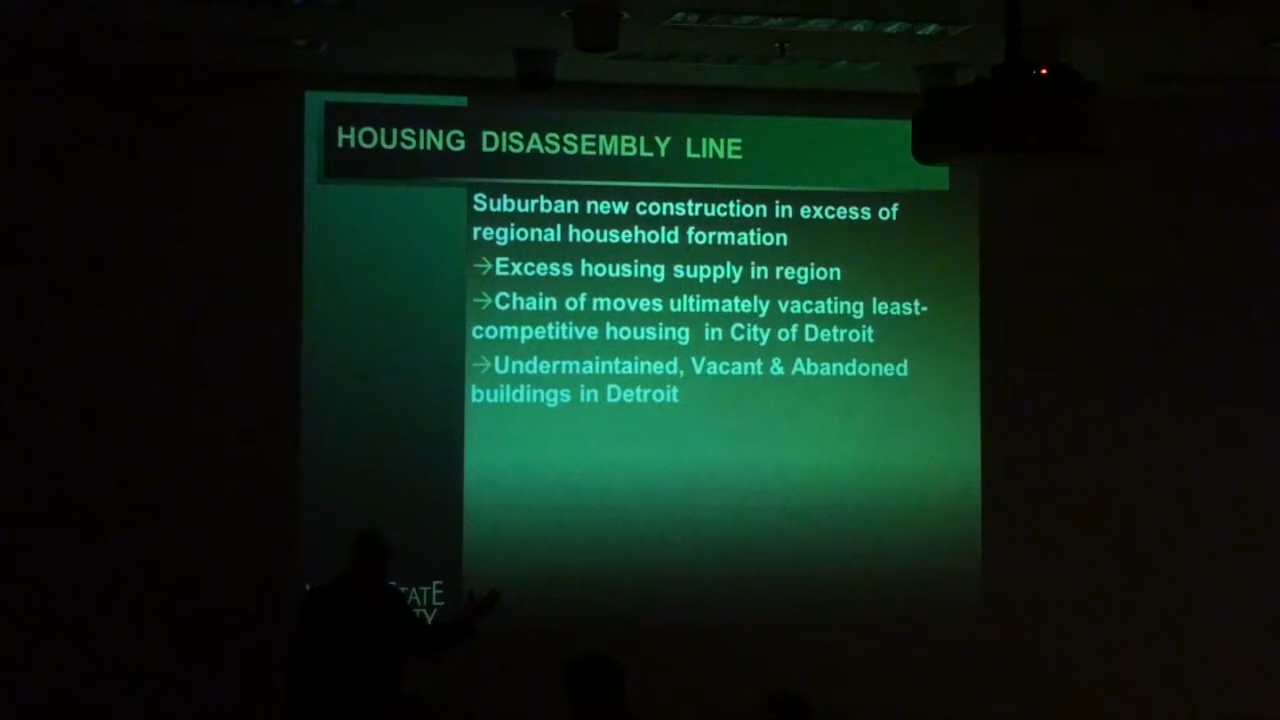 HOUSING DISASSEMBLY LINE
Suburban new construction in excess of
regional household formation
→Excess housing supply in region
→Chain of moves ultimately vacating least-
competitive housing in City of Detroit
→Undermaintained, Vacant & Abandoned
buildings in Detroit
STATE